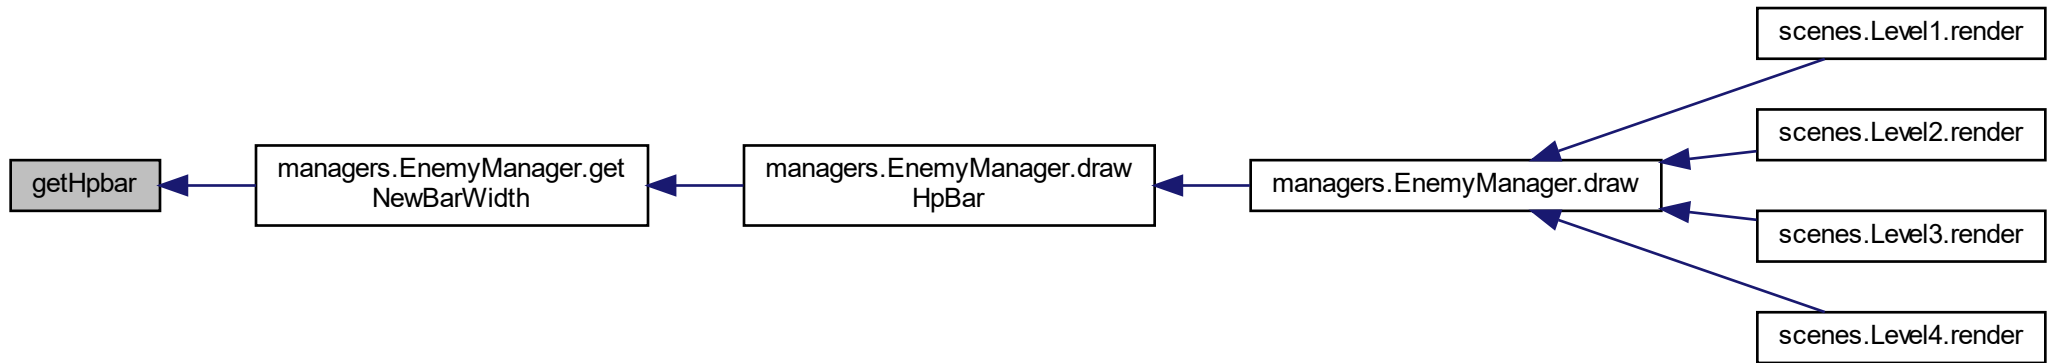 getHpbar
managers.EnemyManager.get
NewBarWidth
managers.EnemyManager.draw
HpBar
managers.EnemyManager.draw
scenes.Level1.render
scenes.Level2.render
scenes.Level3.render
scenes.Level4.render